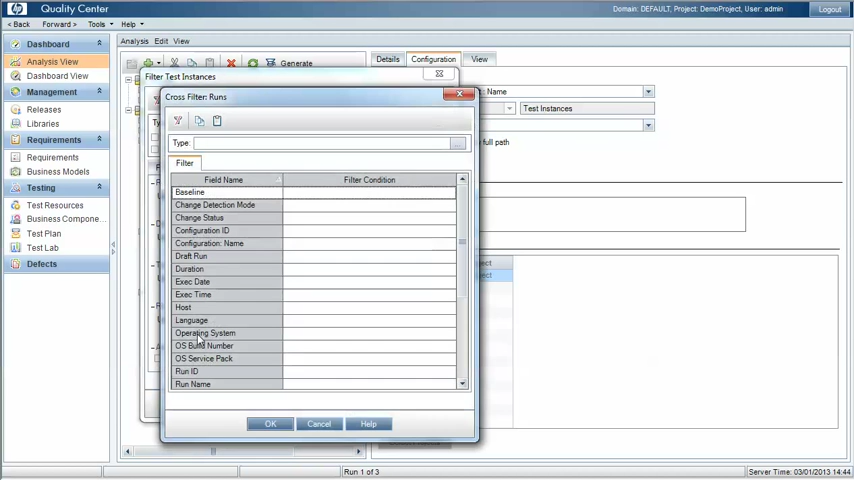 Quality Center
Domain: DEFAULT, Project: DemoProject, User: admin
Logout
< Back
Forward >
Tools
Help
Dashboard
Analysis View
Dashboard View
Management
Releases
Libraries
Requirements
Requirements
Business Models
Testing
Test Resources
Business Compone...
Test Plan
Test Lab
Defects
Analysis Edit View
Generate
Details
Configuration
View
Name
Test Instances
full path
Filter Test Instances
Cross Filter: Runs
Type:
Filter
Field Name
Filter Condition
Baseline
Change Detection Mode
Change Status
Configuration ID
Configuration: Name
Draft Run
Duration
Exec Date
Exec Time
Host
Language
Operating System
OS Build Number
OS Service Pack
Run ID
Run Name
OK
Cancel
Help
Run 1 of 3
Server Time: 03/01/2013 14:44